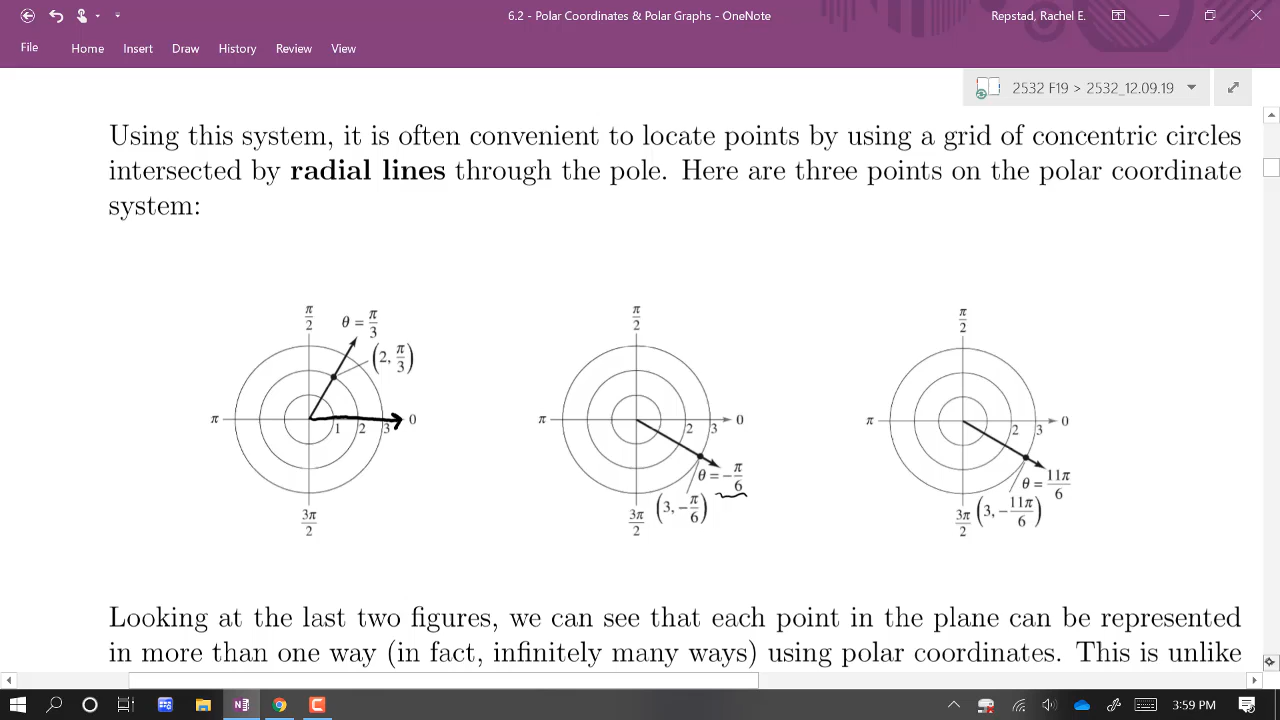 6.2 - Polar Coordinates & Polar Graphs - OneNote
Repstad, Rachel E.
File Home Insert Draw History Review View
2532 F19 > 2532_12.09.19
Using this system, it is often convenient to locate points by using a grid of concentric circles
intersected by radial lines through the pole. Here are three points on the polar coordinate
system:
π/2
θ = π/3
(2, π/3)
π
0
1 2 3
3π/2
π/2
π
0
2 3
θ = -π/6
(3, -π/6)
3π/2
π/2
π
0
2 3
θ = 11π/6
(3, -11π/6)
3π/2
Looking at the last two figures, we can see that each point in the plane can be represented
in more than one way (in fact, infinitely many ways) using polar coordinates. This is unlike
3:59 PM